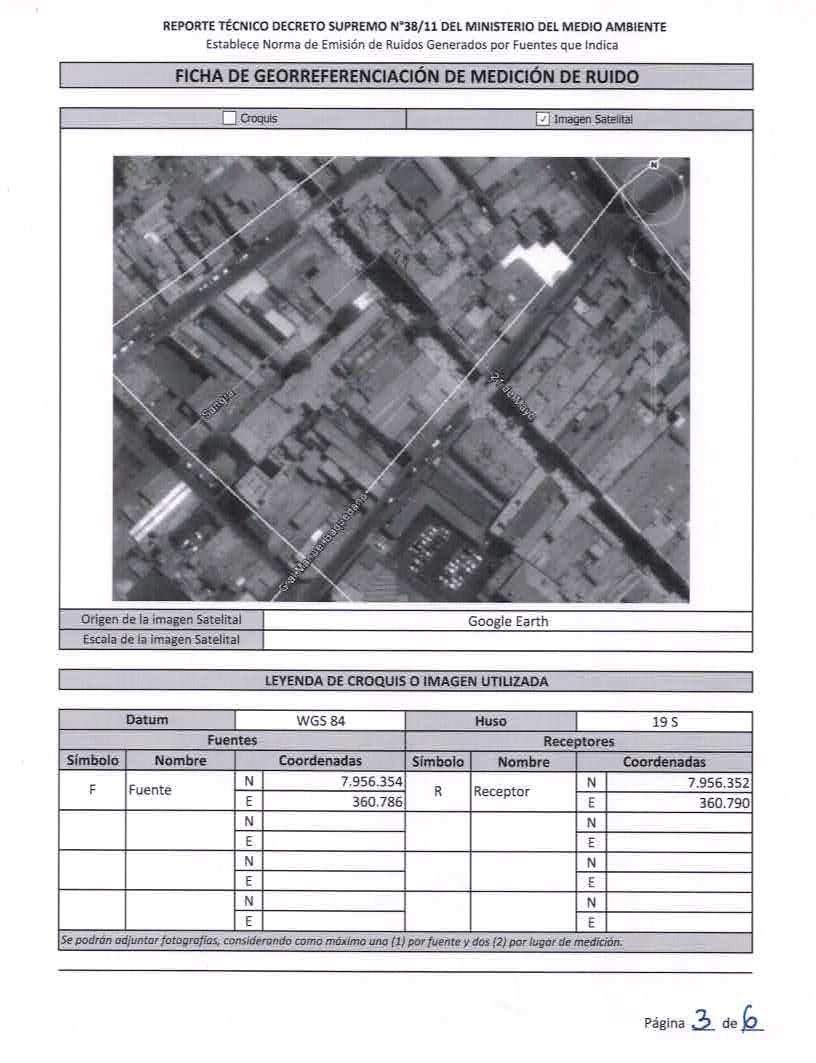 REPORTE TÉCNICO DECRETO SUPREMO N°38/11 DEL MINISTERIO DEL MEDIO AMBIENTE
Establece Norma de Emisión de Ruidos Generados por Fuentes que Indica
FICHA DE GEORREFERENCIACIÓN DE MEDICIÓN DE RUIDO
Croquis ✓ Imagen Satelital
N
Sangra
21 de Mayo
Gral Manuel Baquedano
Origen de la imagen Satelital Google Earth
Escala de la imagen Satelital
LEYENDA DE CROQUIS O IMAGEN UTILIZADA
Datum WGS 84 Huso 19 S
Fuentes Receptores
Símbolo Nombre Coordenadas Símbolo Nombre Coordenadas
F Fuente N 7.956.354 R Receptor N 7.956.352
E 360.786 E 360.790
N N
E E
N N
E E
N N
E E
Se podrán adjuntar fotografías, considerando como máximo una (1) por fuente y dos (2) por lugar de medición.
Página 3 de 6